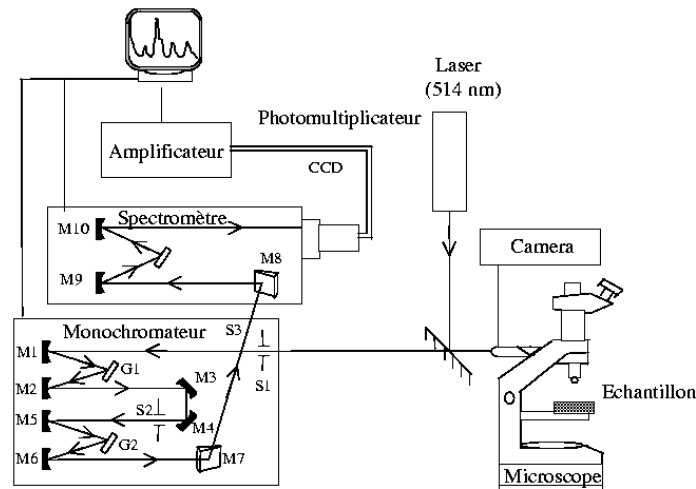 Laser
(514 nm)
Photomultiplicateur
Amplificateur
CCD
Spectromètre
M10
M9
M8
Camera
Monochromateur
S3
M1
G1
M2
M3
S1
M5
S2
M4
G2
M6
M7
Echantillon
Microscope